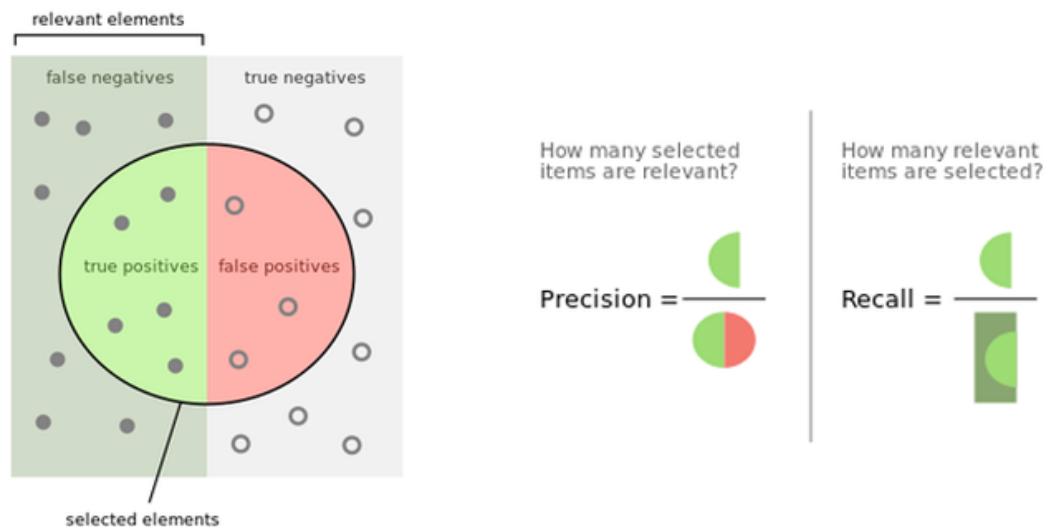 relevant elements
false negatives
true negatives
true positives
false positives
selected elements
How many selected
items are relevant?
Precision =
How many relevant
items are selected?
Recall =